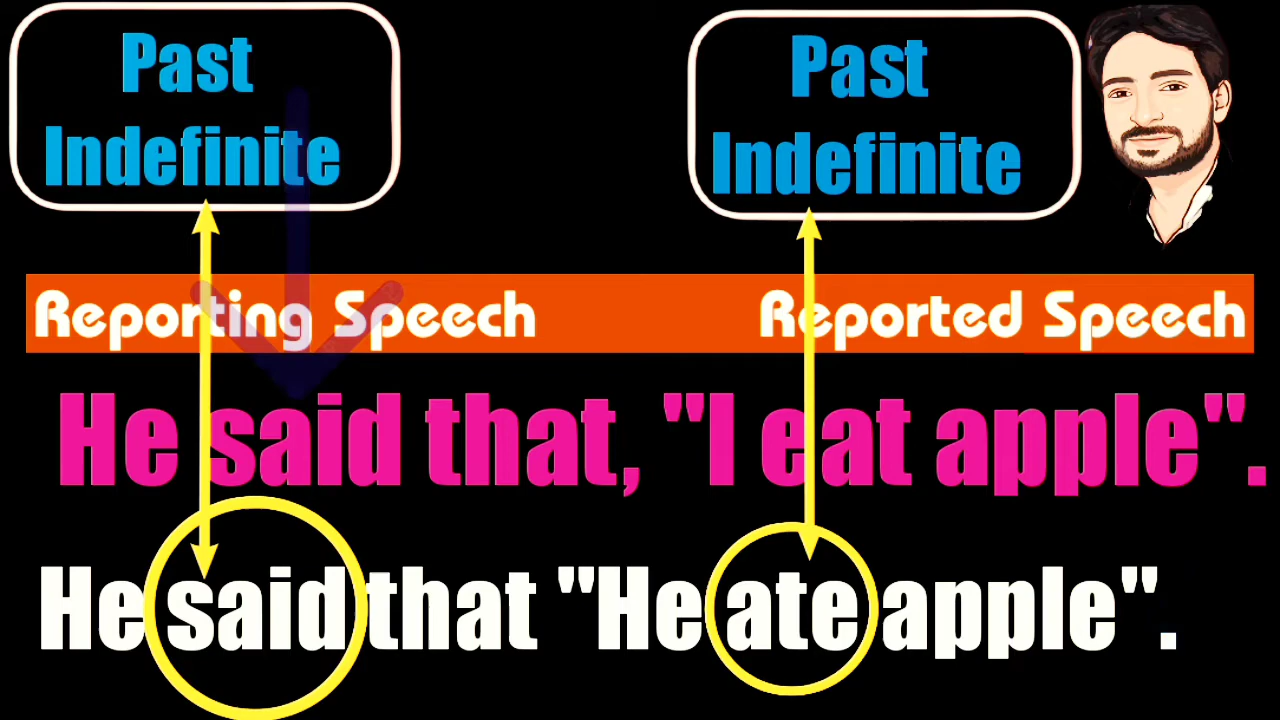 Past
Indefinite
Past
Indefinite
Reporting Speech
Reported Speech
He said that, "I eat apple".
He said that "He ate apple".